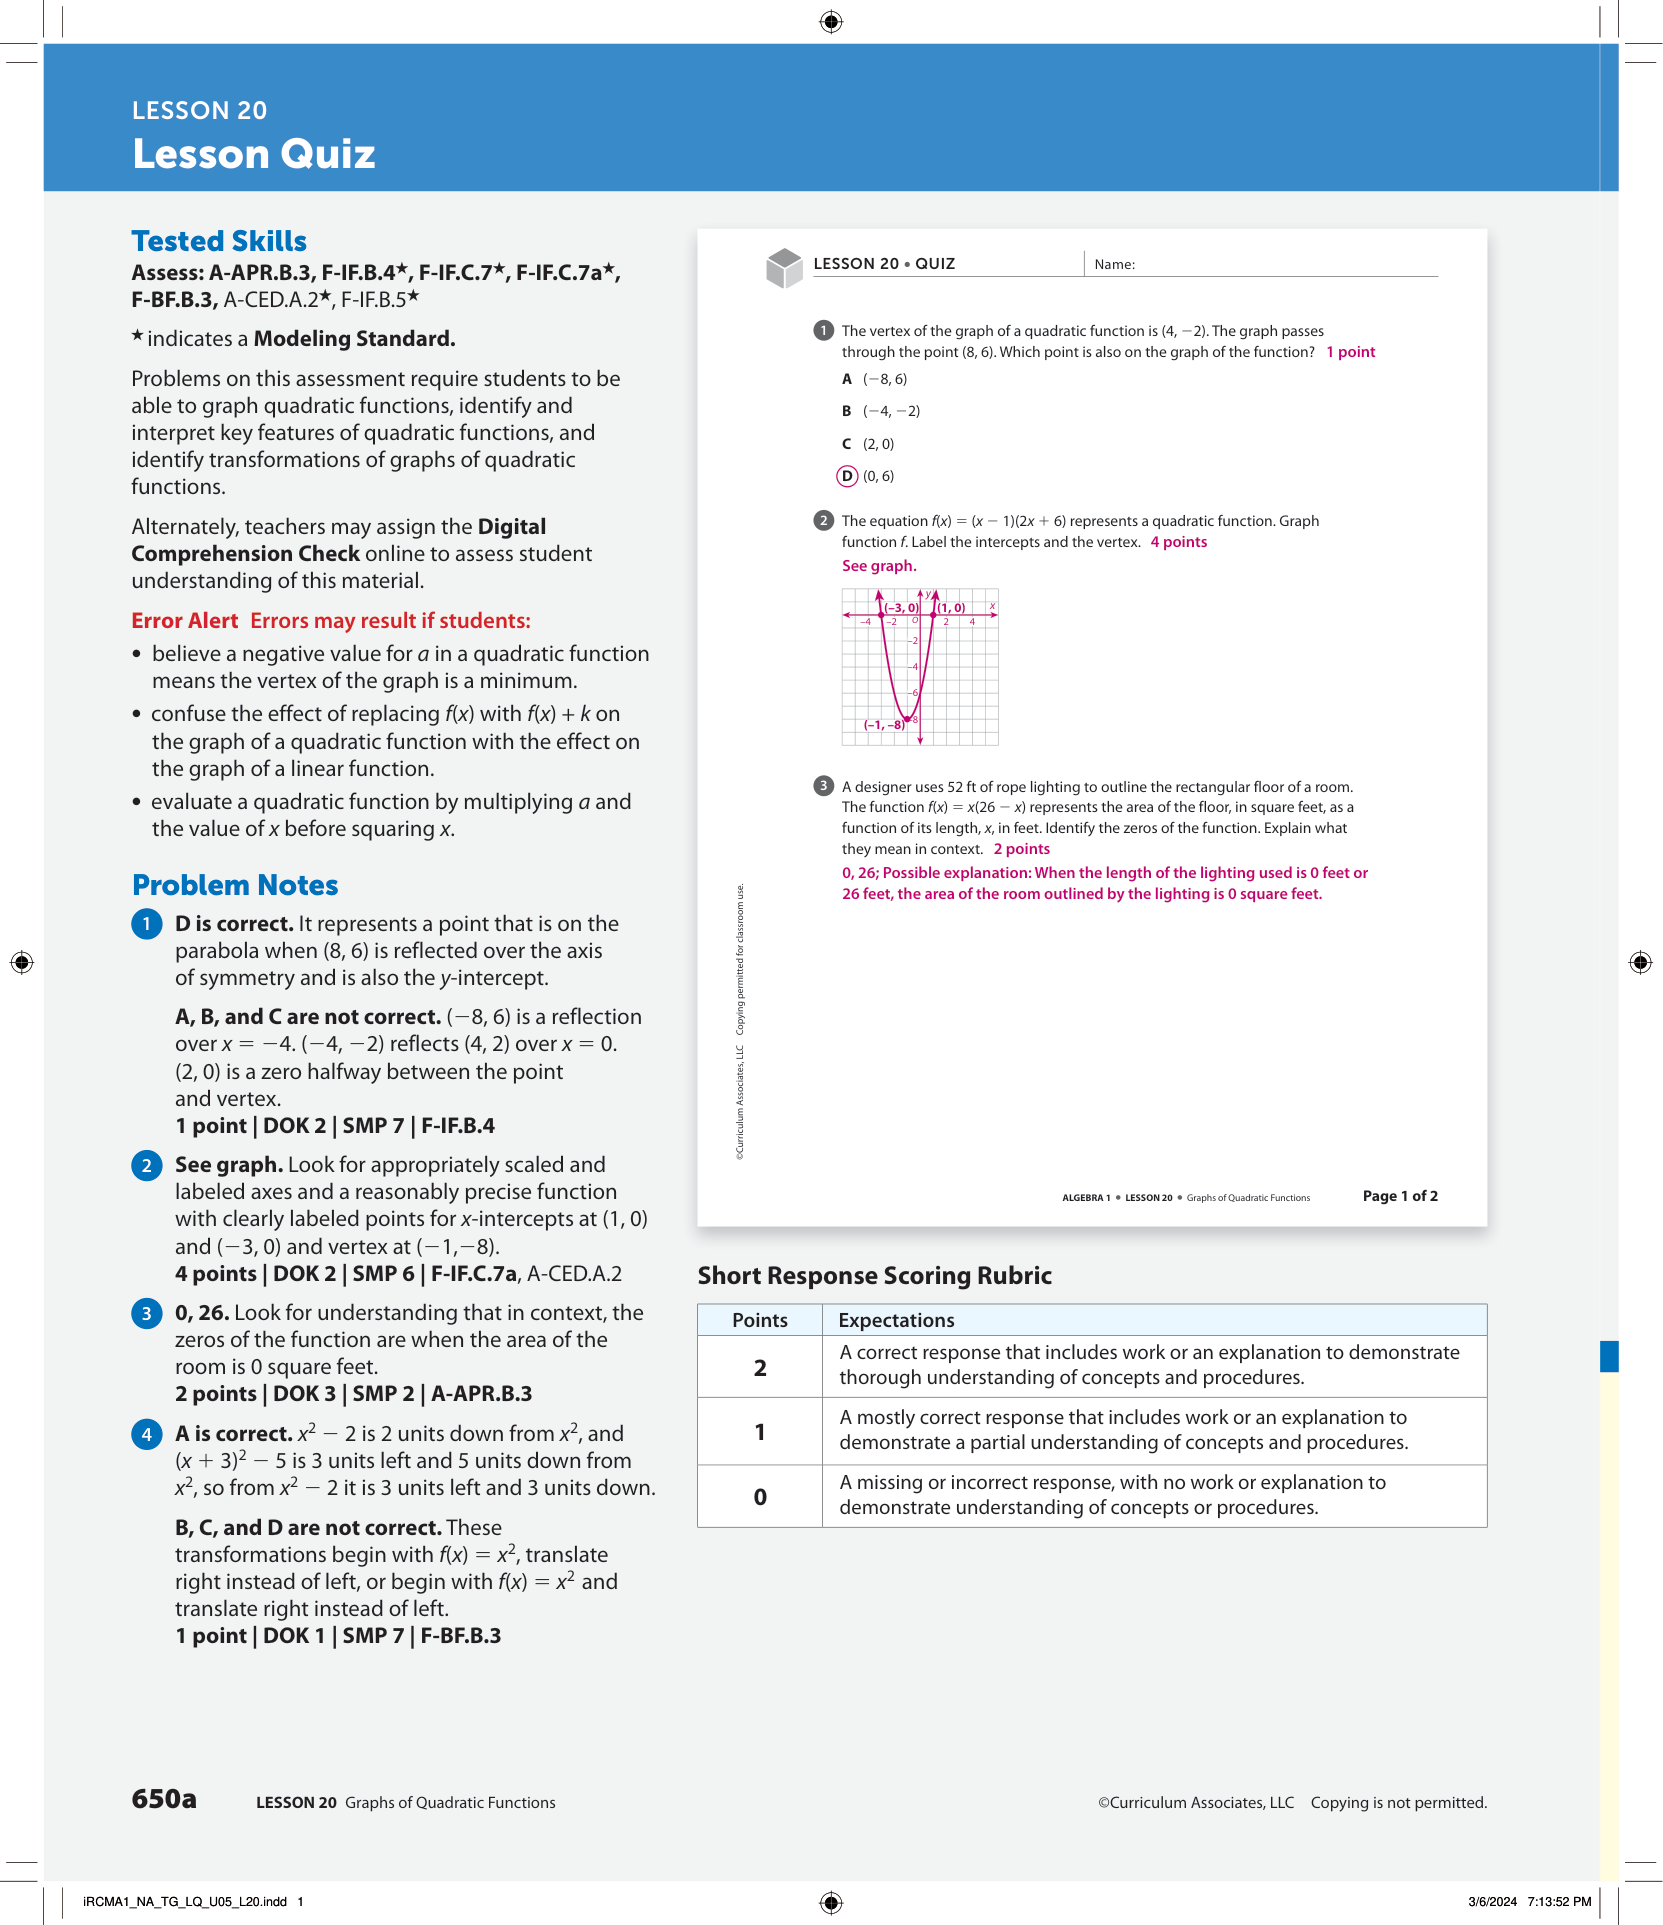 LESSON 20
Lesson Quiz
Tested Skills
Assess: A-APR.B.3, F-IF.B.4★, F-IF.C.7★, F-IF.C.7a★,
F-BF.B.3, A-CED.A.2★, F-IF.B.5★
★ indicates a Modeling Standard.
Problems on this assessment require students to be
able to graph quadratic functions, identify and
interpret key features of quadratic functions, and
identify transformations of graphs of quadratic
functions.
Alternately, teachers may assign the Digital
Comprehension Check online to assess student
understanding of this material.
Error Alert Errors may result if students:
• believe a negative value for a in a quadratic function
means the vertex of the graph is a minimum.
• confuse the effect of replacing f(x) with f(x) + k on
the graph of a quadratic function with the effect on
the graph of a linear function.
• evaluate a quadratic function by multiplying a and
the value of x before squaring x.
Problem Notes
1 D is correct. It represents a point that is on the
parabola when (8, 6) is reflected over the axis
of symmetry and is also the y-intercept.
A, B, and C are not correct. (−8, 6) is a reflection
over x = −4. (−4, −2) reflects (4, 2) over x = 0.
(2, 0) is a zero halfway between the point
and vertex.
1 point | DOK 2 | SMP 7 | F-IF.B.4
2 See graph. Look for appropriately scaled and
labeled axes and a reasonably precise function
with clearly labeled points for x-intercepts at (1, 0)
and (−3, 0) and vertex at (−1,−8).
4 points | DOK 2 | SMP 6 | F-IF.C.7a, A-CED.A.2
3 0, 26. Look for understanding that in context, the
zeros of the function are when the area of the
room is 0 square feet.
2 points | DOK 3 | SMP 2 | A-APR.B.3
4 A is correct. x² − 2 is 2 units down from x², and
(x + 3)² − 5 is 3 units left and 5 units down from
x², so from x² − 2 it is 3 units left and 3 units down.
B, C, and D are not correct. These
transformations begin with f(x) = x², translate
right instead of left, or begin with f(x) = x² and
translate right instead of left.
1 point | DOK 1 | SMP 7 | F-BF.B.3
LESSON 20 • QUIZ
Name:
1 The vertex of the graph of a quadratic function is (4, −2). The graph passes
through the point (8, 6). Which point is also on the graph of the function? 1 point
A (−8, 6)
B (−4, −2)
C (2, 0)
D (0, 6)
2 The equation f(x) = (x − 1)(2x + 6) represents a quadratic function. Graph
function f. Label the intercepts and the vertex. 4 points
See graph.
y
(–3, 0) (1, 0) x
–4 –2 O 2 4
–2
–4
–6
–8
(–1, –8)
3 A designer uses 52 ft of rope lighting to outline the rectangular floor of a room.
The function f(x) = x(26 − x) represents the area of the floor, in square feet, as a
function of its length, x, in feet. Identify the zeros of the function. Explain what
they mean in context. 2 points
0, 26; Possible explanation: When the length of the lighting used is 0 feet or
26 feet, the area of the room outlined by the lighting is 0 square feet.
©Curriculum Associates, LLC Copying permitted for classroom use.
ALGEBRA 1 • LESSON 20 • Graphs of Quadratic Functions Page 1 of 2
Short Response Scoring Rubric
Points Expectations
2 A correct response that includes work or an explanation to demonstrate
thorough understanding of concepts and procedures.
1 A mostly correct response that includes work or an explanation to
demonstrate a partial understanding of concepts and procedures.
0 A missing or incorrect response, with no work or explanation to
demonstrate understanding of concepts or procedures.
650a LESSON 20 Graphs of Quadratic Functions
©Curriculum Associates, LLC Copying is not permitted.
iRCMA1_NA_TG_LQ_U05_L20.indd 1
3/6/2024 7:13:52 PM